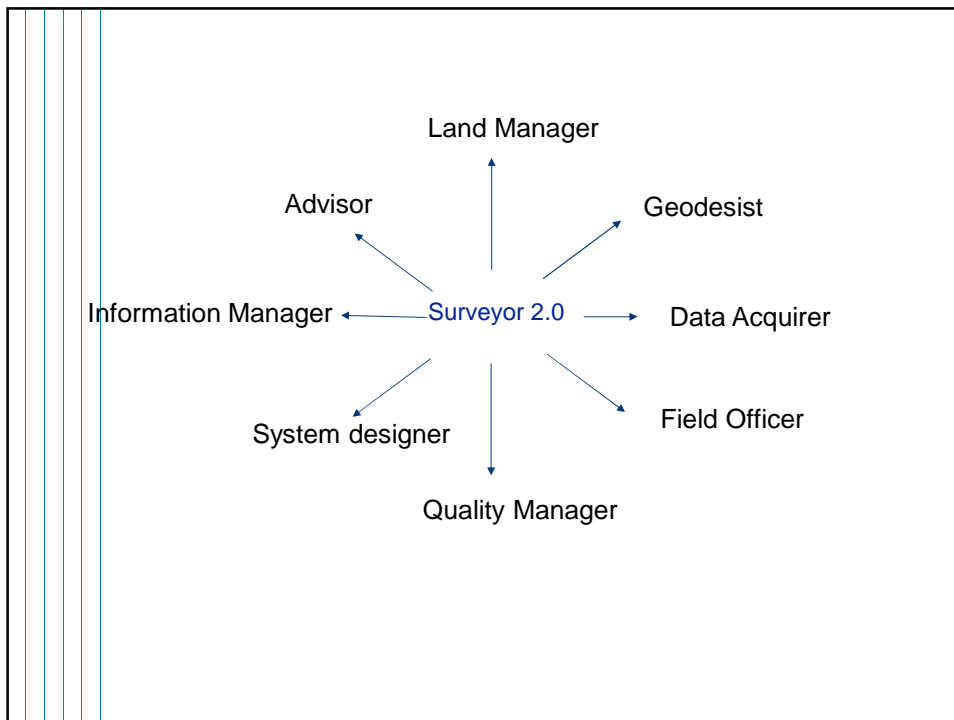 Land Manager
Advisor
Geodesist
Information Manager
Surveyor 2.0
Data Acquirer
Field Officer
System designer
Quality Manager